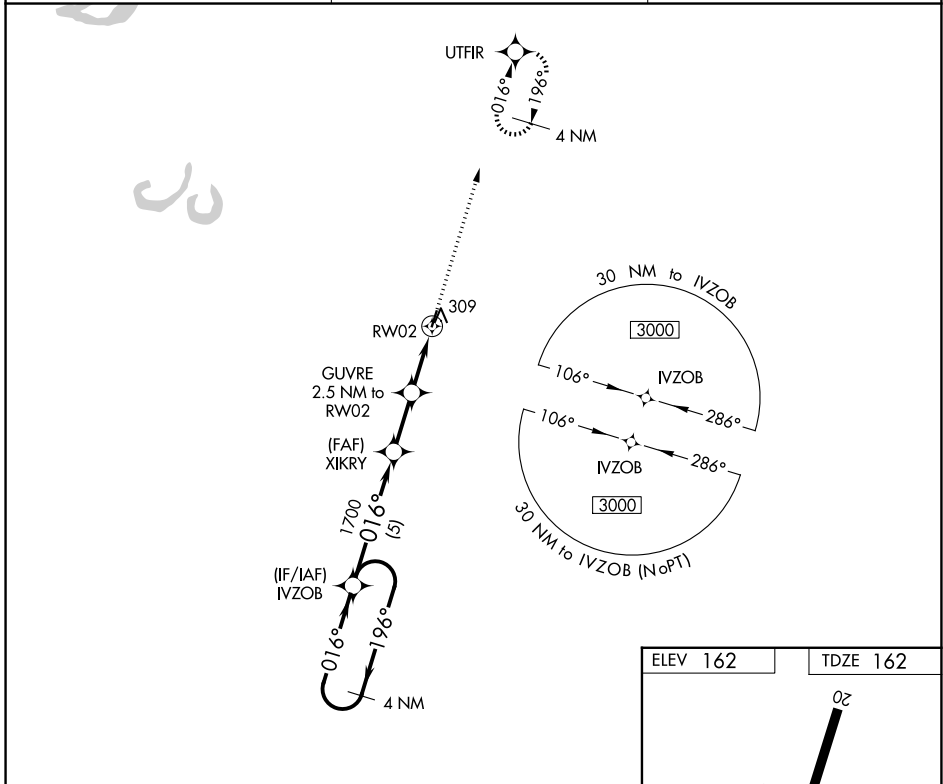 UTFIR
016°
196°
4 NM
309
RW02
GUVRE
2.5 NM to
RW02
(FAF)
XIKRY
1700
016°
(5)
(IF/IAF)
IVZOB
016°
196°
4 NM
30 NM to IVZOB
3000
106°
IVZOB
286°
106°
IVZOB
286°
3000
30 NM to IVZOB (NoPT)
ELEV 162
TDZE 162
20